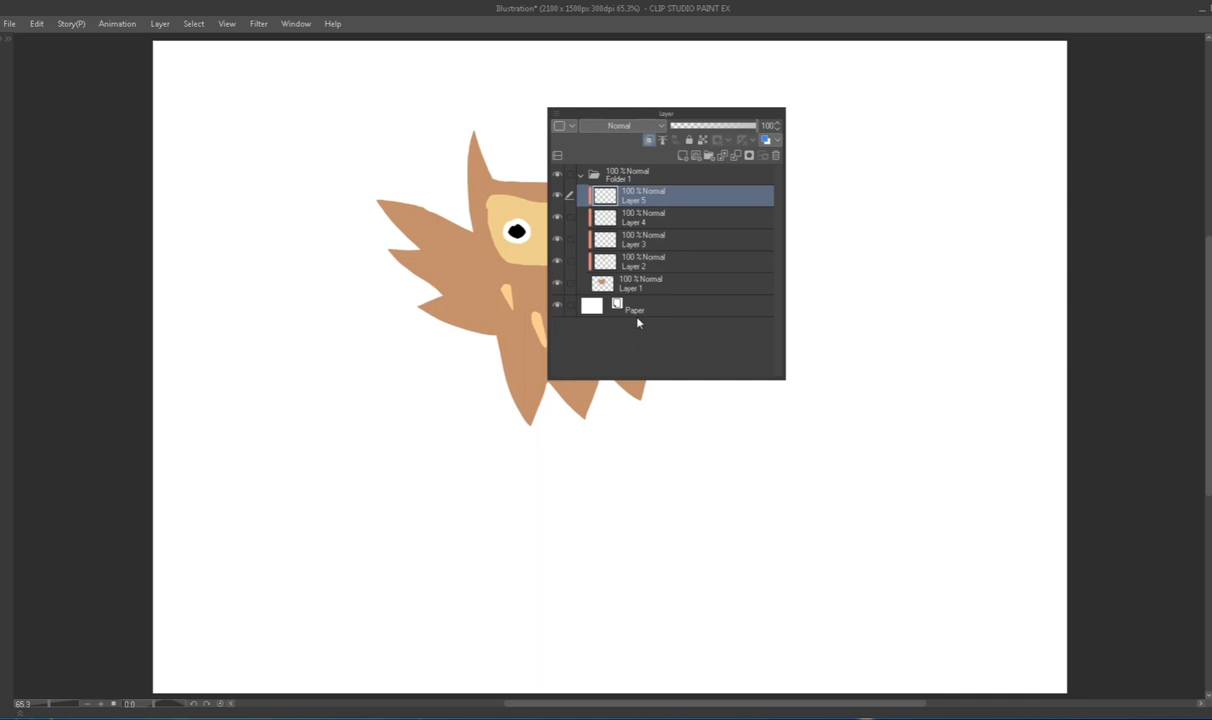 Illustration* (2100 x 1500px 300dpi 65.3%) - CLIP STUDIO PAINT EX
File Edit Story(P) Animation Layer Select View Filter Window Help
Layer
Normal 100
100 %Normal
Folder 1
100 %Normal
Layer 5
100 %Normal
Layer 4
100 %Normal
Layer 3
100 %Normal
Layer 2
100 %Normal
Layer 1
Paper
65.3 0.0